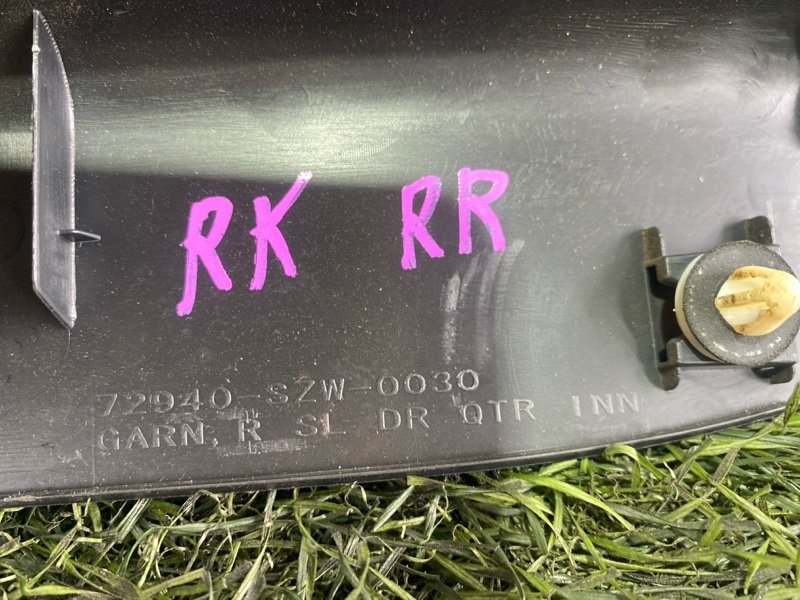 RK RR
72940-SZW-0030
GARN, R SL DR QTR INN